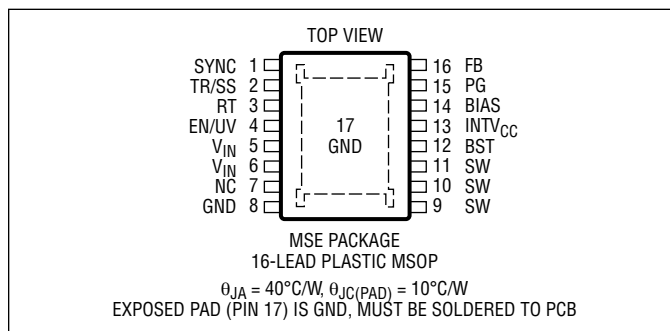 TOP VIEW
SYNC 1
TR/SS 2
RT 3
EN/UV 4
VIN 5
VIN 6
NC 7
GND 8
17
GND
16 FB
15 PG
14 BIAS
13 INTVCC
12 BST
11 SW
10 SW
9 SW
MSE PACKAGE
16-LEAD PLASTIC MSOP
θJA = 40°C/W, θJC(PAD) = 10°C/W
EXPOSED PAD (PIN 17) IS GND, MUST BE SOLDERED TO PCB